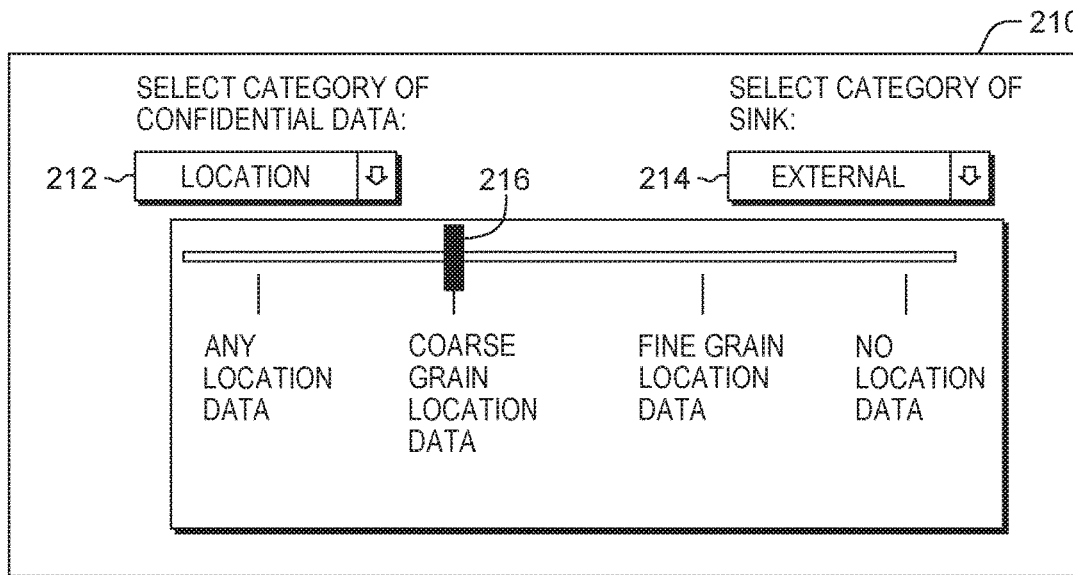 210
SELECT CATEGORY OF
CONFIDENTIAL DATA:
SELECT CATEGORY OF
SINK:
212
LOCATION
216
214
EXTERNAL
ANY
LOCATION
DATA
COARSE
GRAIN
LOCATION
DATA
FINE GRAIN
LOCATION
DATA
NO
LOCATION
DATA